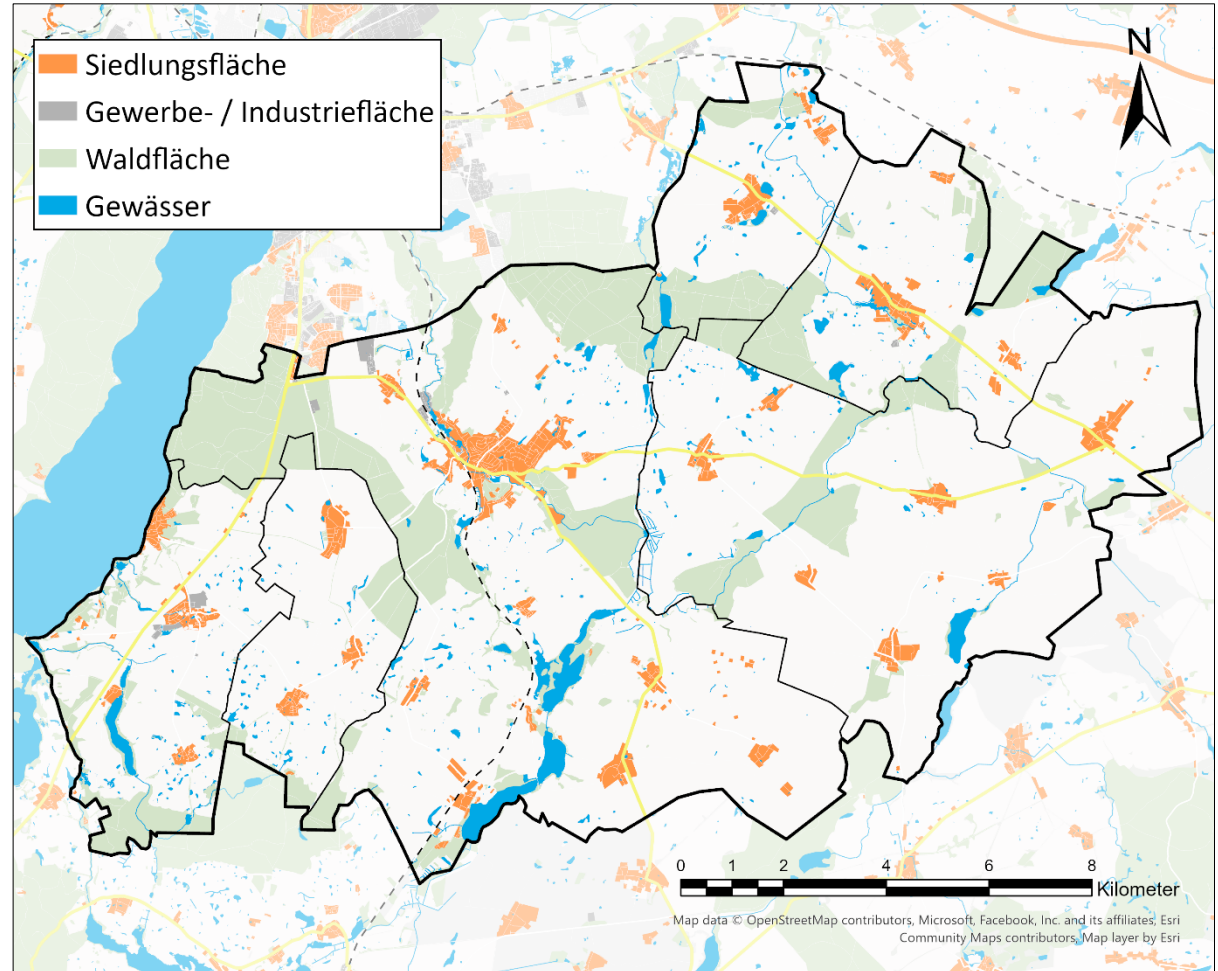 Siedlungsfläche
Gewerbe- / Industriefläche
Waldfläche
Gewässer
N
0 1 2 4 6 8
Kilometer
Map data © OpenStreetMap contributors, Microsoft, Facebook, Inc. and its affiliates, Esri
Community Maps contributors, Map layer by Esri